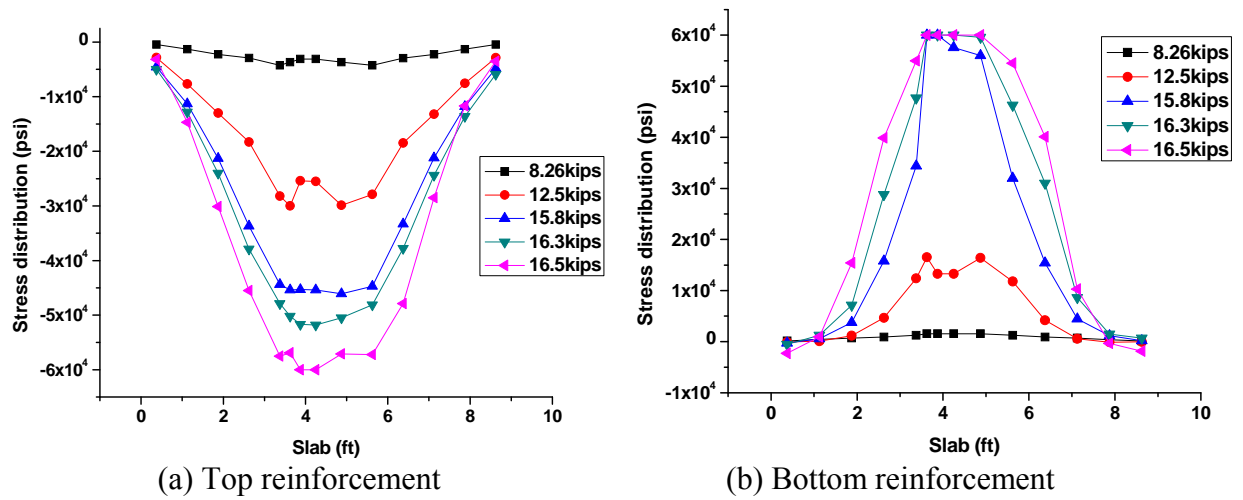 0
-1x10⁴
-2x10⁴
-3x10⁴
-4x10⁴
-5x10⁴
-6x10⁴
Stress distribution (psi)
8.26kips
12.5kips
15.8kips
16.3kips
16.5kips
0 2 4 6 8 10
Slab (ft)
(a) Top reinforcement
6x10⁴
5x10⁴
4x10⁴
3x10⁴
2x10⁴
1x10⁴
0
-1x10⁴
Stress distribution (psi)
8.26kips
12.5kips
15.8kips
16.3kips
16.5kips
0 2 4 6 8 10
Slab (ft)
(b) Bottom reinforcement